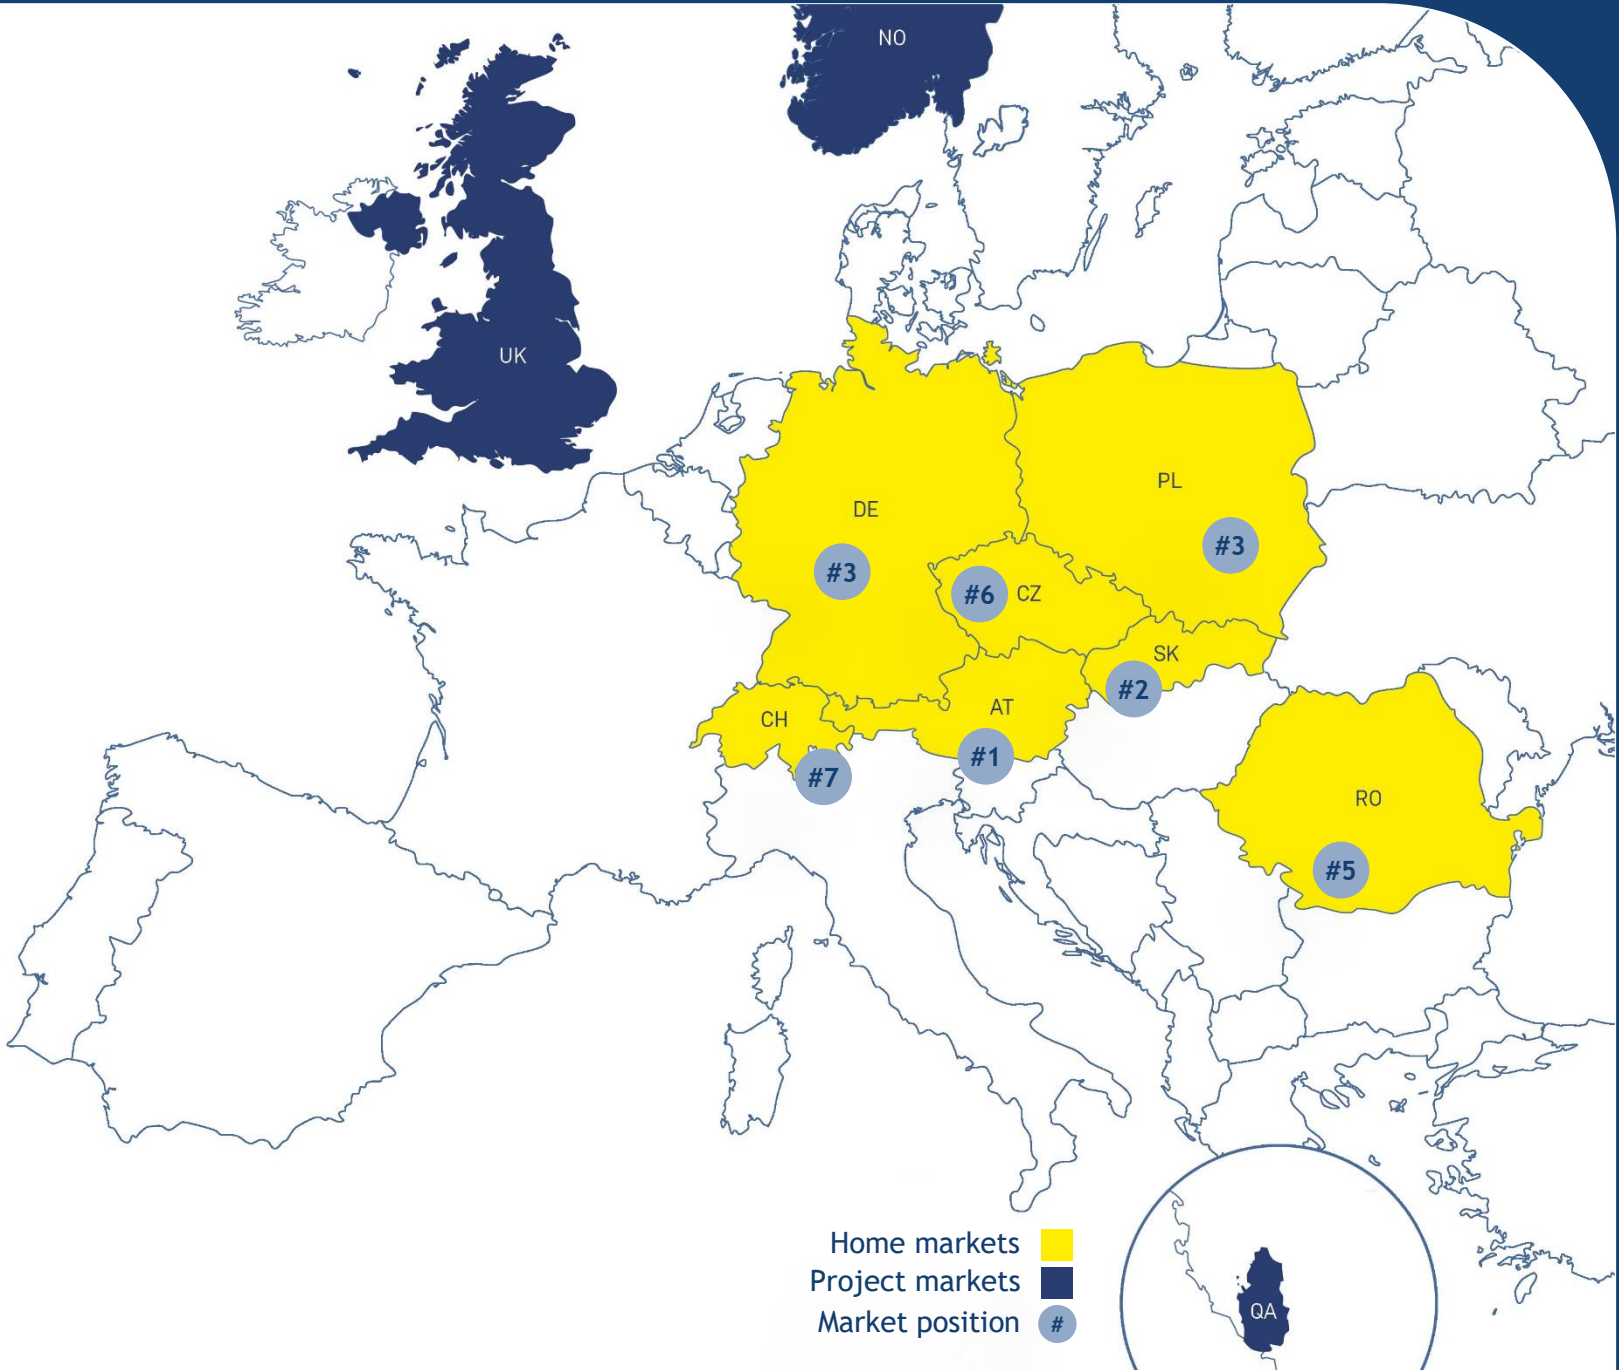 NO
UK
PL
DE
#3
#3
#6 CZ
SK
#2
AT
CH
#1
#7
RO
#5
Home markets
Project markets
Market position #
QA